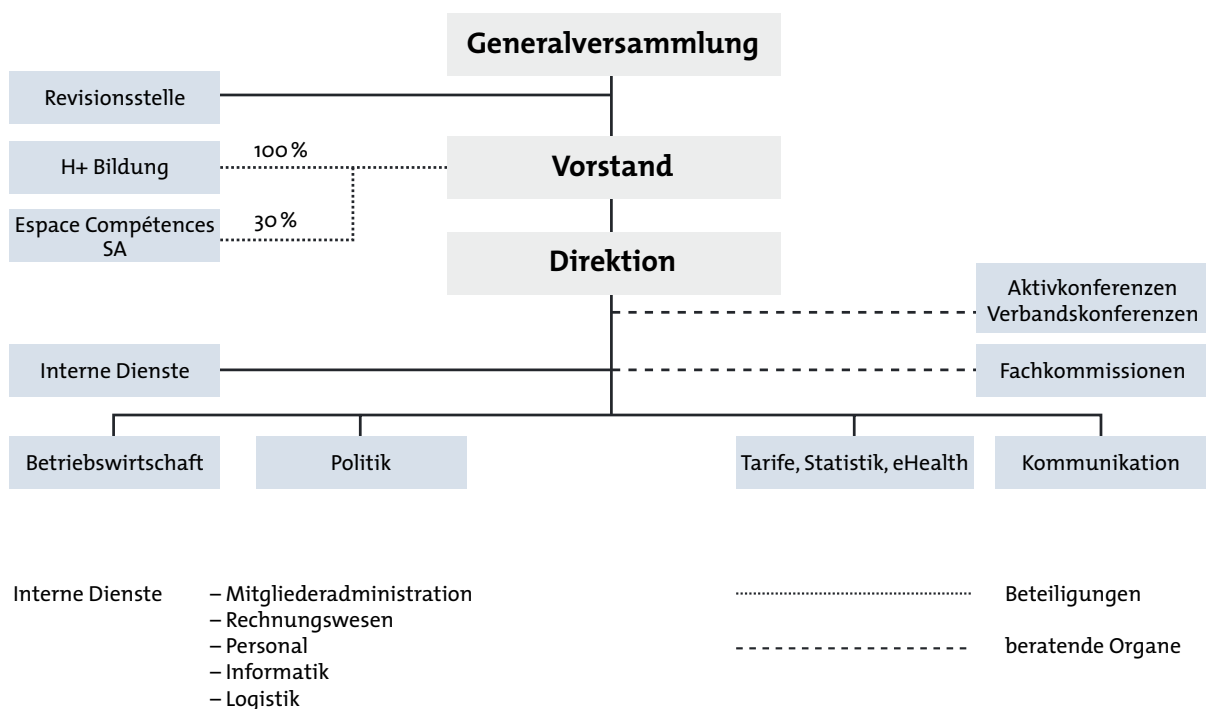 Generalversammlung
Revisionsstelle
H+ Bildung
100 %
Vorstand
Espace Compétences
SA
30 %
Direktion
Aktivkonferenzen
Verbandskonferenzen
Interne Dienste
Fachkommissionen
Betriebswirtschaft
Politik
Tarife, Statistik, eHealth
Kommunikation
Interne Dienste
– Mitgliederadministration
– Rechnungswesen
– Personal
– Informatik
– Logistik
Beteiligungen
beratende Organe